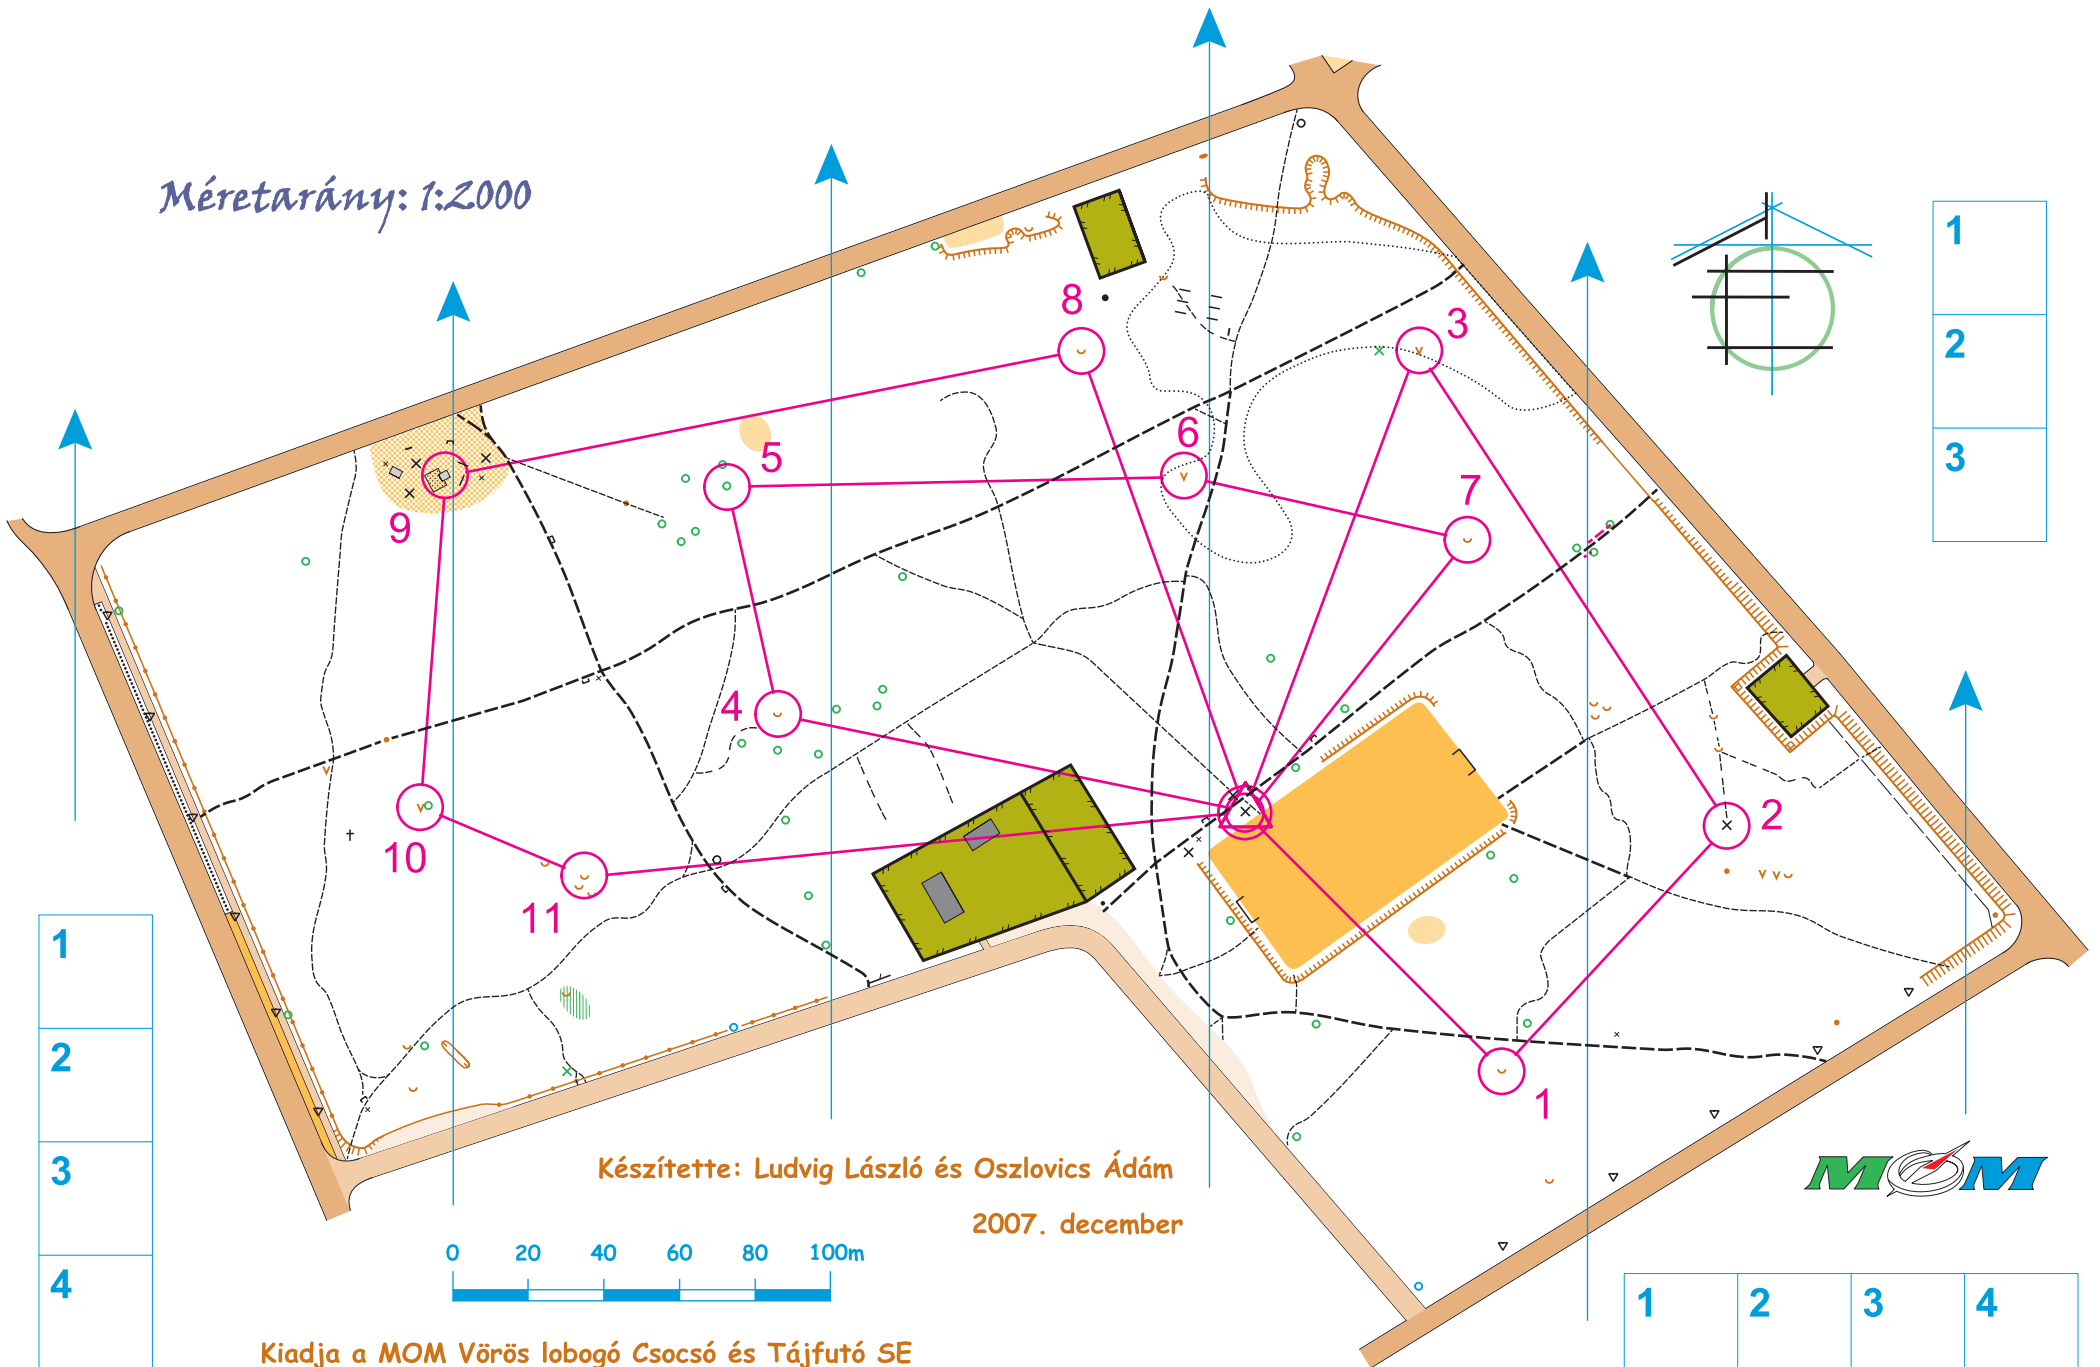 Méretarány: 1:2000
1
2
3
8
3
6
5
7
9
4
2
10
11
1
1
2
3
4
MOM
Készítette: Ludvig László és Oszlovics Ádám
2007. december
0 20 40 60 80 100m
1 2 3 4
Kiadja a MOM Vörös lobogó Csocsó és Tájfutó SE